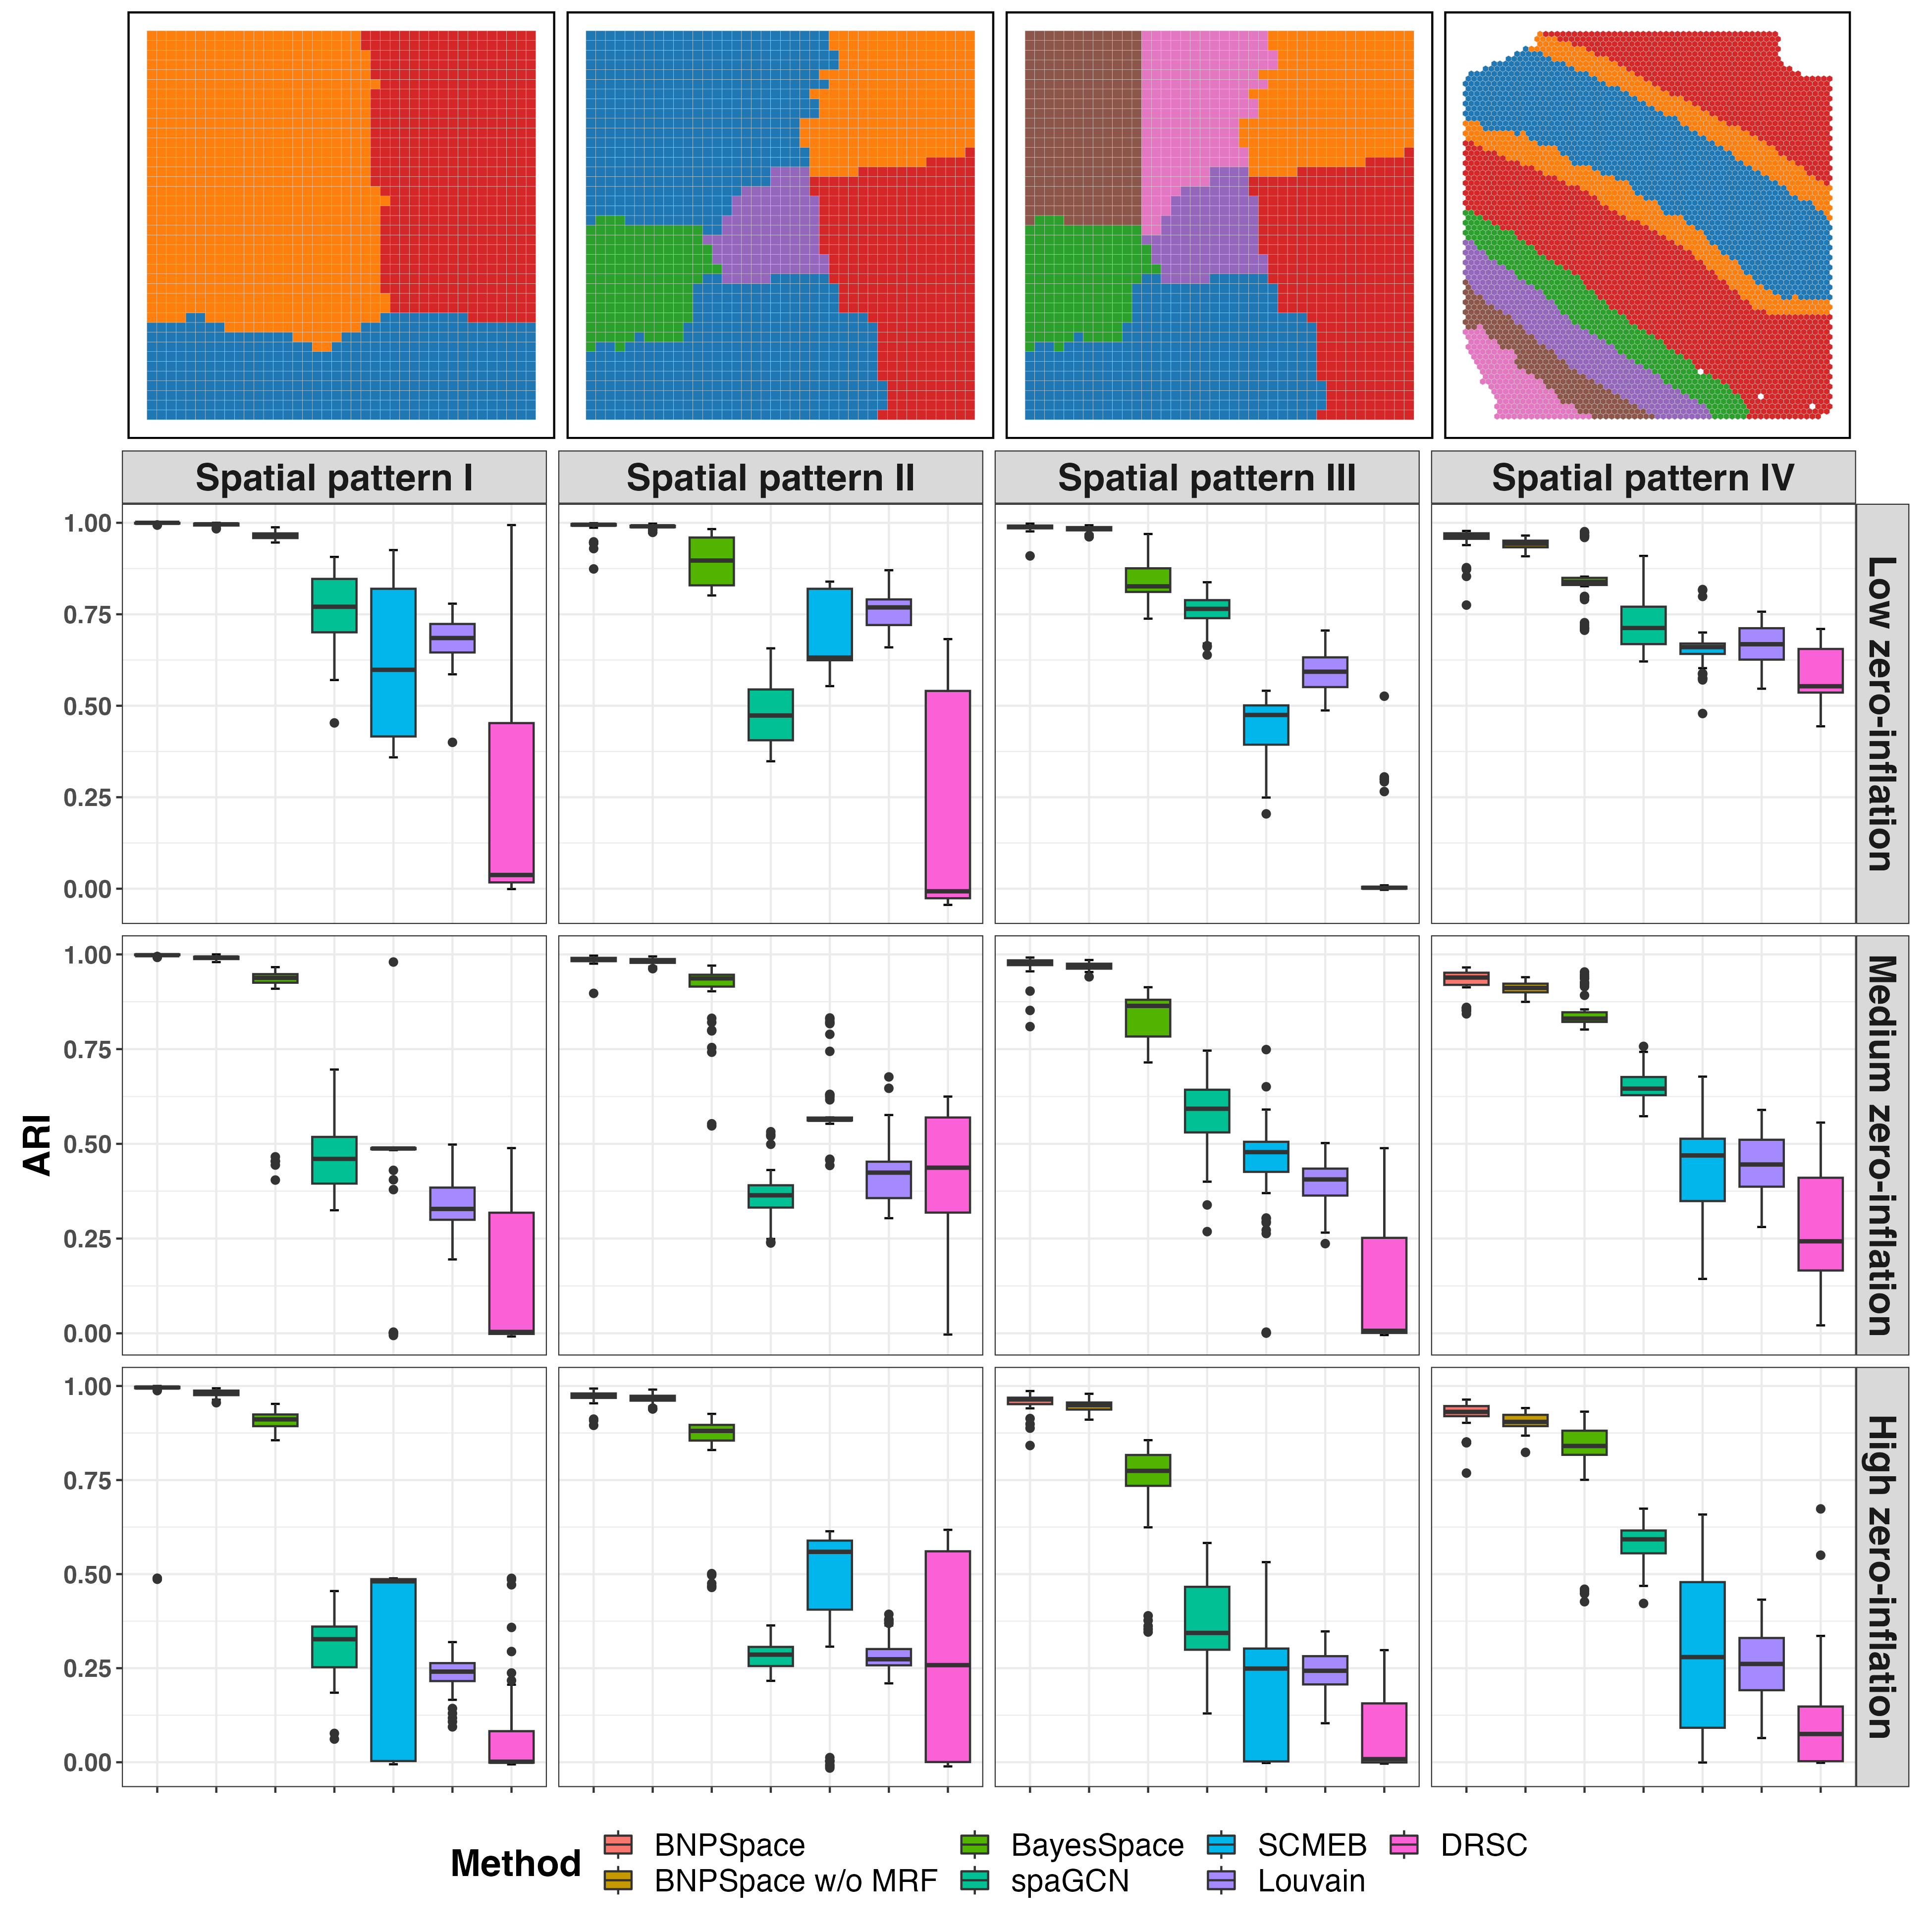 Spatial pattern I
Spatial pattern II
Spatial pattern III
Spatial pattern IV
1.00
0.75
0.50
0.25
0.00
Low zero-inflation
1.00
0.75
0.50
0.25
0.00
Medium zero-inflation
ARI
1.00
0.75
0.50
0.25
0.00
High zero-inflation
Method
BNPSpace
BayesSpace
SCMEB
DRSC
BNPSpace w/o MRF
spaGCN
Louvain